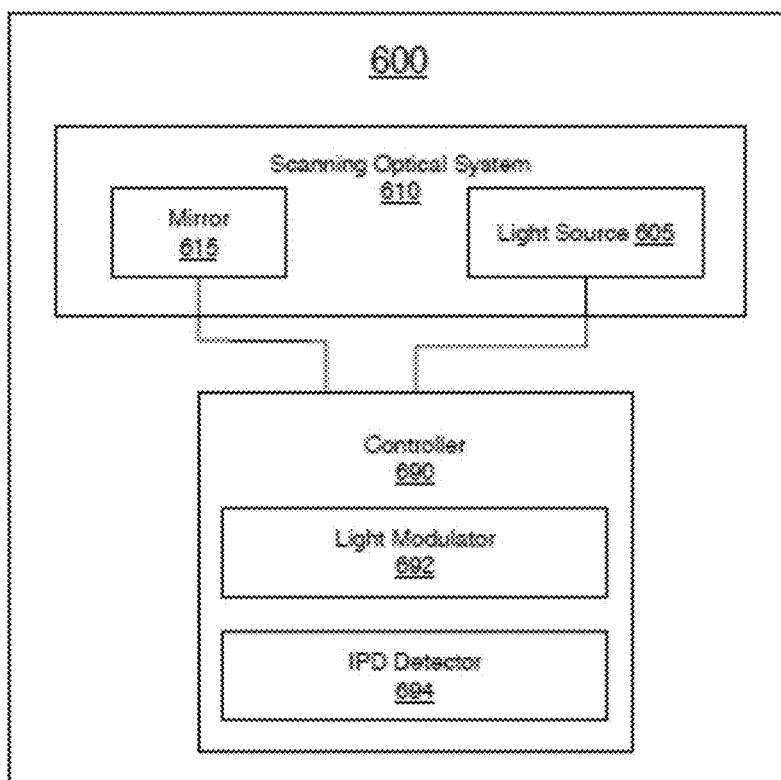 600
Scanning Optical System
610
Mirror
615
Light Source 605
Controller
690
Light Modulator
692
IPD Detector
694